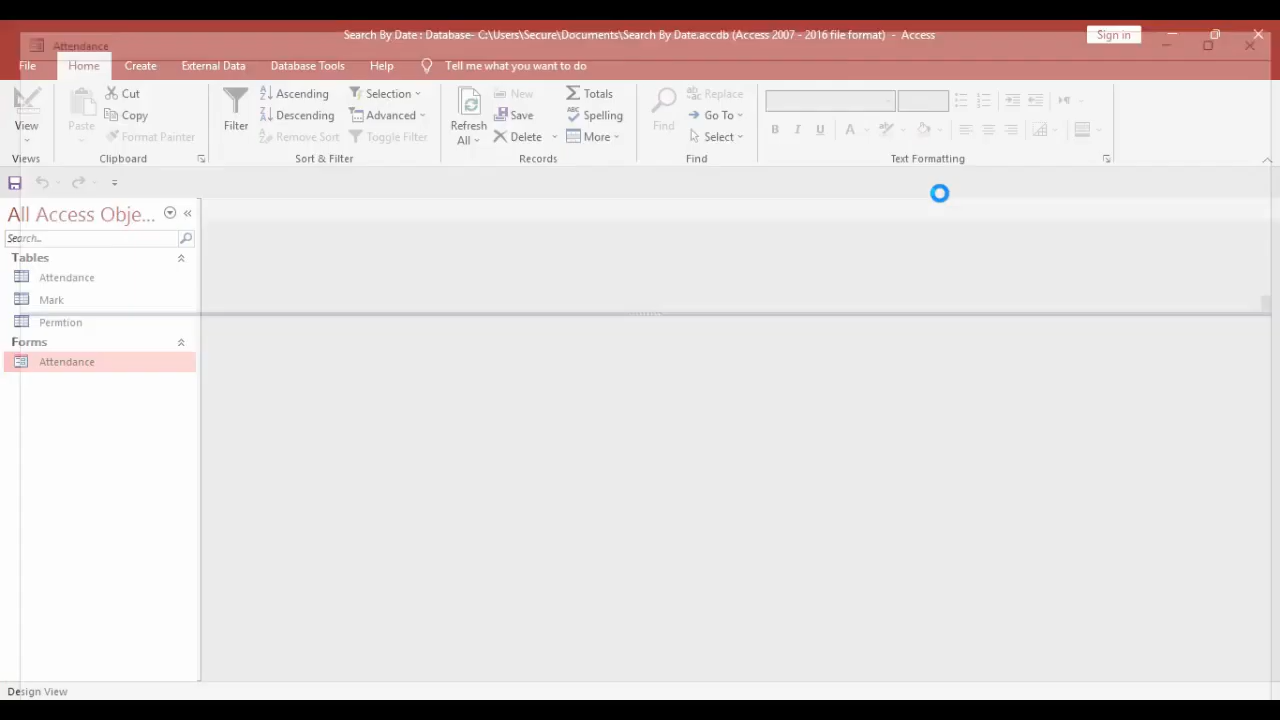 Search By Date : Database- C:\Users\Secure\Documents\Search By Date.accdb (Access 2007 - 2016 file format) - Access
Sign in
Attendance
File Home Create External Data Database Tools Help Tell me what you want to do
View
Views
Paste
Cut
Copy
Format Painter
Clipboard
Filter
Ascending
Descending
Remove Sort
Selection
Advanced
Toggle Filter
Sort & Filter
Refresh
All
New
Save
Delete
Totals
Spelling
More
Records
Find
Replace
Go To
Select
Find
B I U A
Text Formatting
All Access Obje...
Search..
Tables
Attendance
Mark
Permtion
Forms
Attendance
Design View